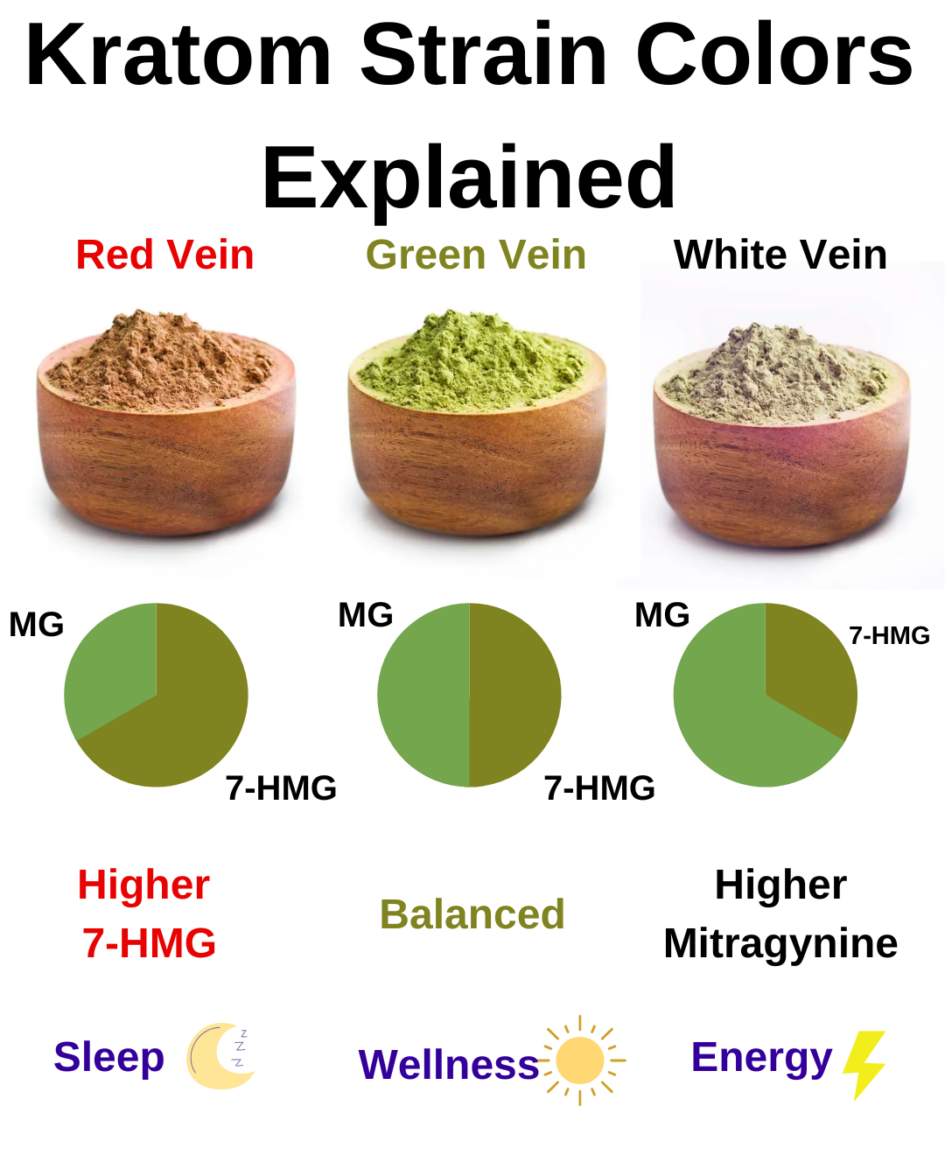 Kratom Strain Colors
Explained
Red Vein
Green Vein
White Vein
MG
7-HMG
MG
7-HMG
MG
7-HMG
Higher
7-HMG
Balanced
Higher
Mitragynine
Sleep
z
z
z
Wellness
Energy